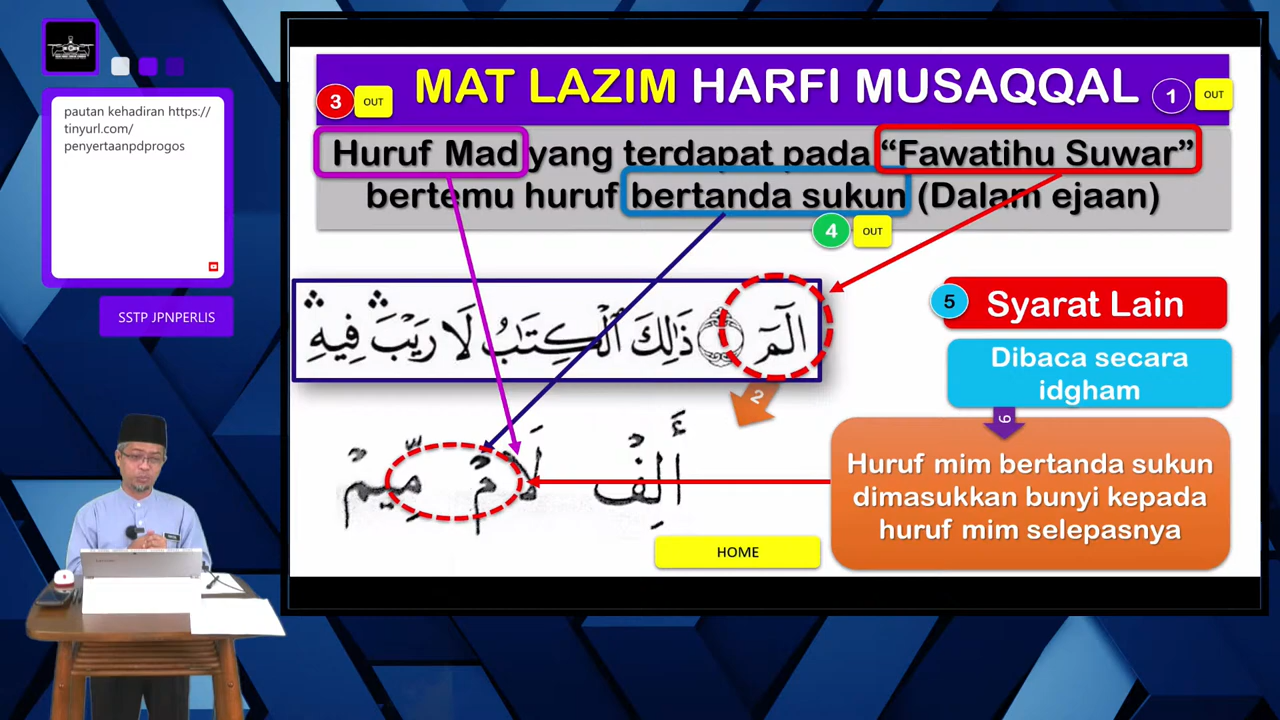 pautan kehadiran https://
tinyurl.com/
penyertaanpdprogos
SSTP JPNPERLIS
3 OUT MAT LAZIM HARFI MUSAQQAL 1 OUT
Huruf Mad yang terdapat pada “Fawatihu Suwar”
bertemu huruf bertanda sukun (Dalam ejaan)
4 OUT
الٓمٓ ۝١ ذَٰلِكَ ٱلْكِتَٰبُ لَا رَيْبَ ۛ فِيهِ ۛ
2
أَلِفْ لَامْ مِّيمْ
HOME
5 Syarat Lain
Dibaca secara
idgham
6
Huruf mim bertanda sukun
dimasukkan bunyi kepada
huruf mim selepasnya